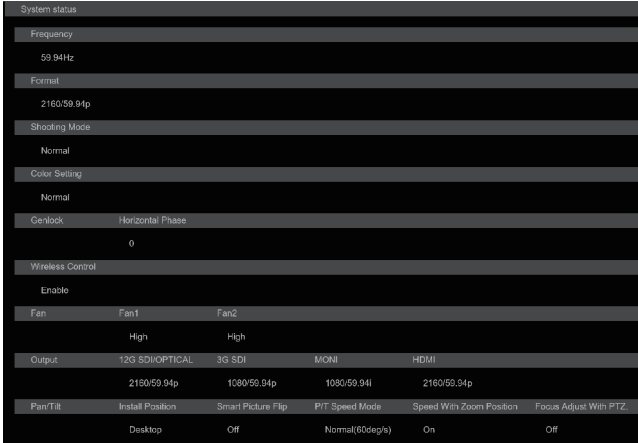 System status
Frequency
59.94Hz
Format
2160/59.94p
Shooting Mode
Normal
Color Setting
Normal
Genlock Horizontal Phase
0
Wireless Control
Enable
Fan Fan1 Fan2
High High
Output 12G SDI/OPTICAL 3G SDI MONI HDMI
2160/59.94p 1080/59.94p 1080/59.94i 2160/59.94p
Pan/Tilt Install Position Smart Picture Flip P/T Speed Mode Speed With Zoom Position Focus Adjust With PTZ.
Desktop Off Normal(60deg/s) On Off